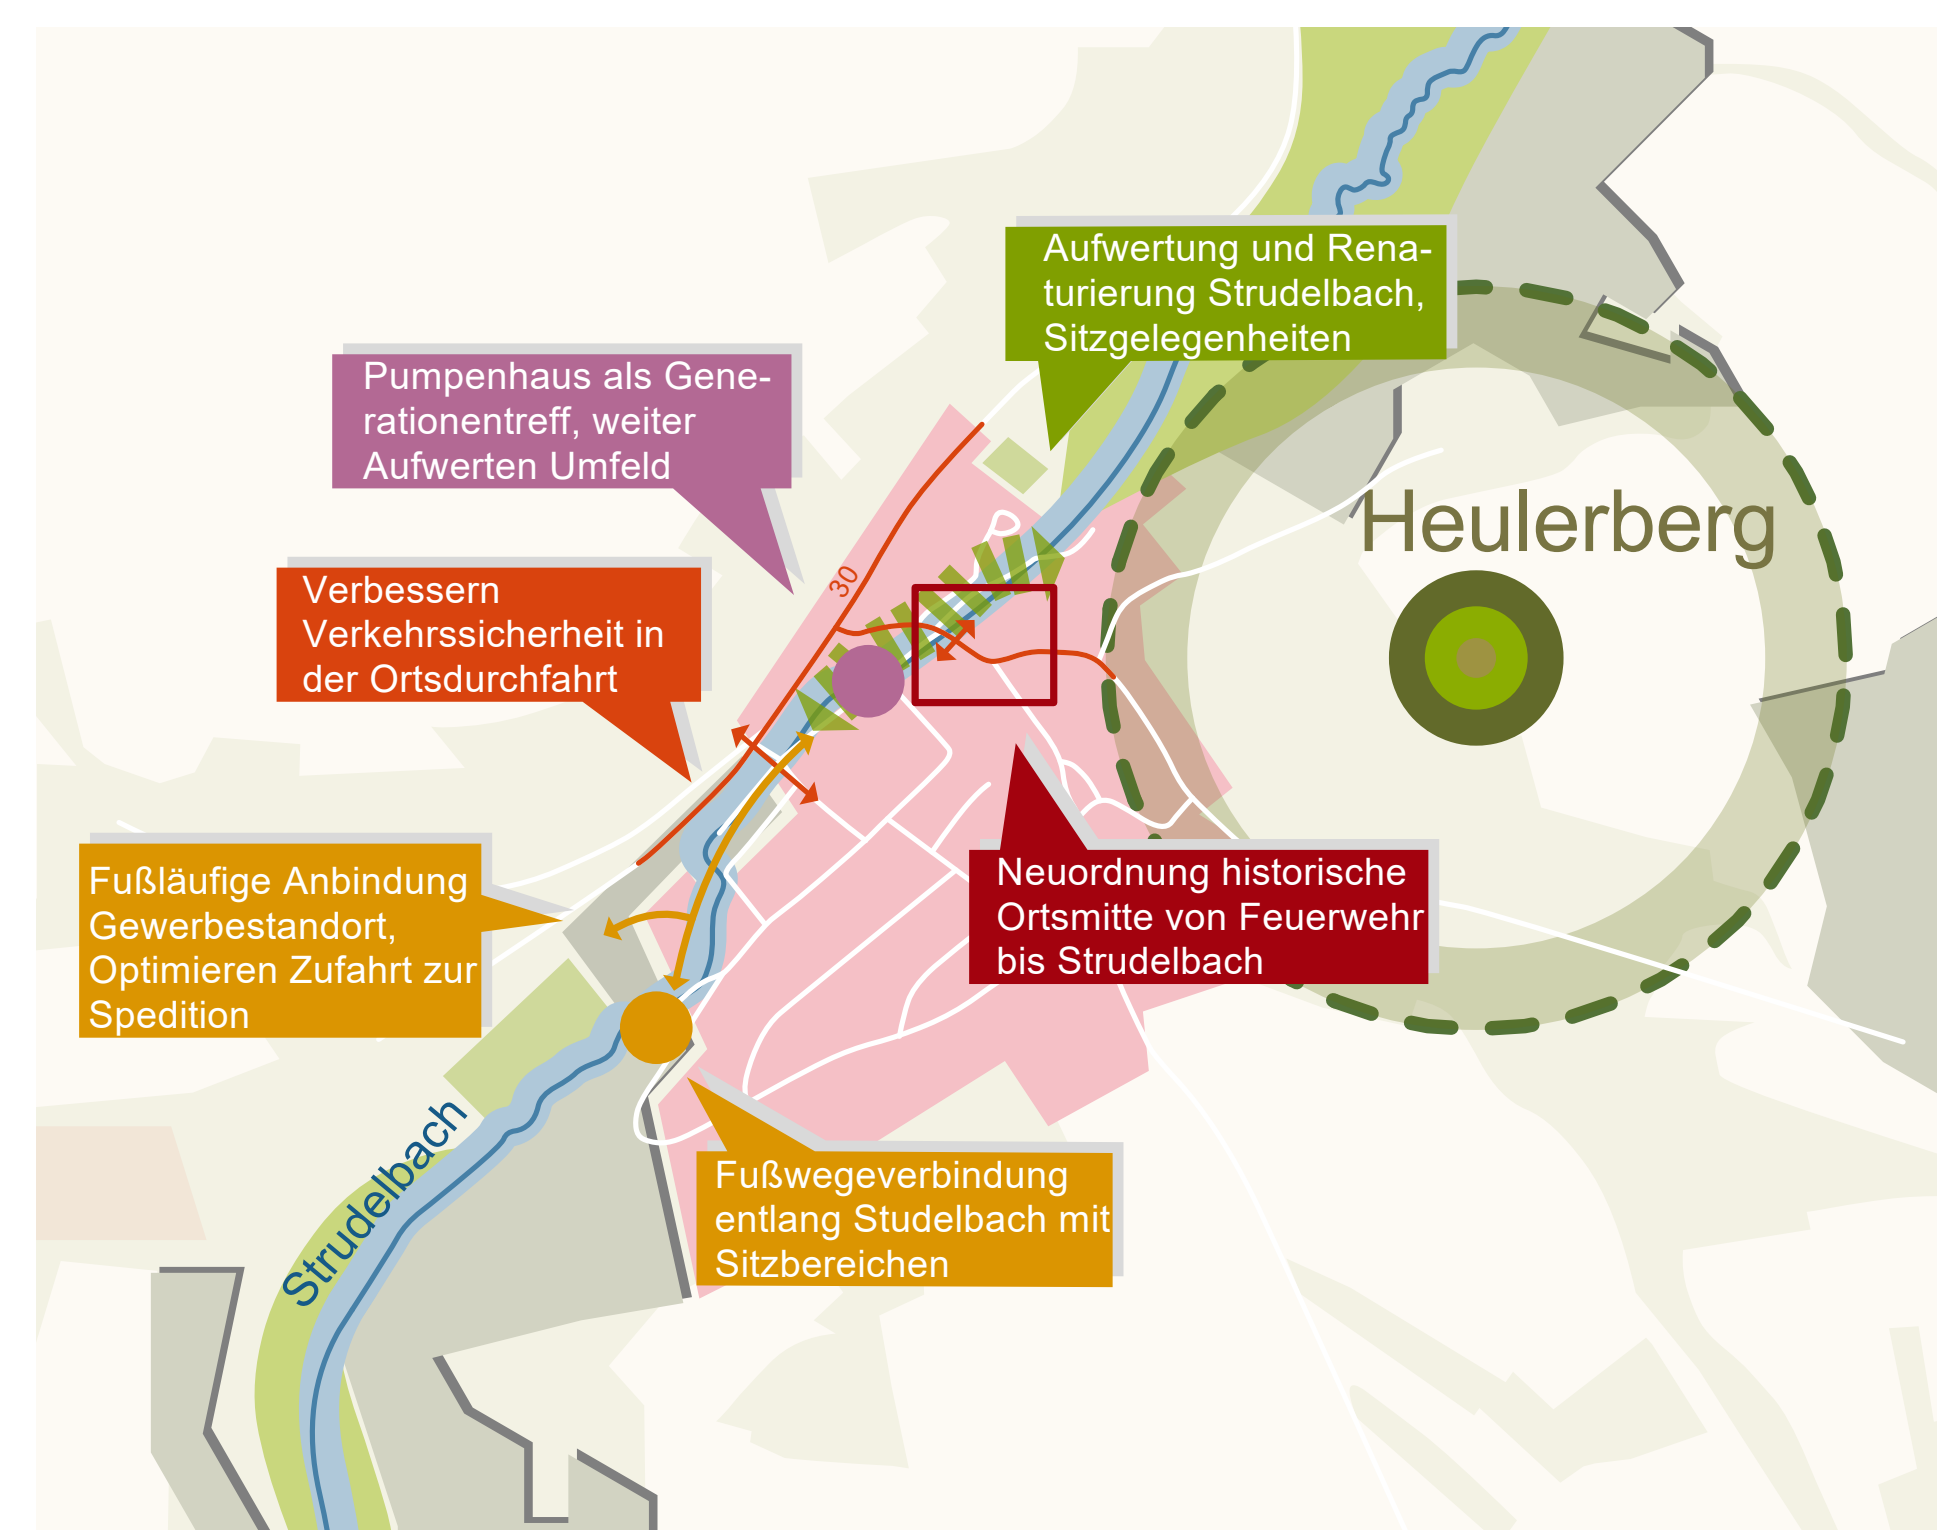 Aufwertung und Rena-
turierung Strudelbach,
Sitzgelegenheiten
Pumpenhaus als Gene-
rationentreff, weiter
Aufwerten Umfeld
Heulerberg
30
Verbessern
Verkehrssicherheit in
der Ortsdurchfahrt
Fußläufige Anbindung
Gewerbestandort,
Optimieren Zufahrt zur
Spedition
Neuordnung historische
Ortsmitte von Feuerwehr
bis Strudelbach
Strudelbach
Fußwegeverbindung
entlang Studelbach mit
Sitzbereichen